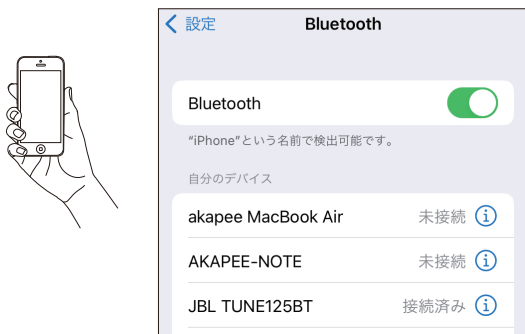 設定
Bluetooth
Bluetooth
“iPhone”という名前で検出可能です。
自分のデバイス
akapee MacBook Air 未接続
AKAPEE-NOTE 未接続
JBL TUNE125BT 接続済み